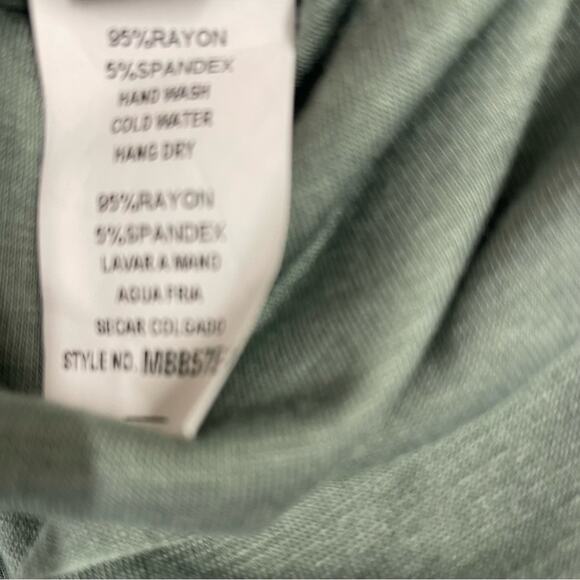 95%RAYON
5%SPANDEX
HAND WASH
COLD WATER
HANG DRY
95%RAYON
5%SPANDEX
LAVAR A MANO
AGUA FRIA
SECAR COLGADO
STYLE NO.